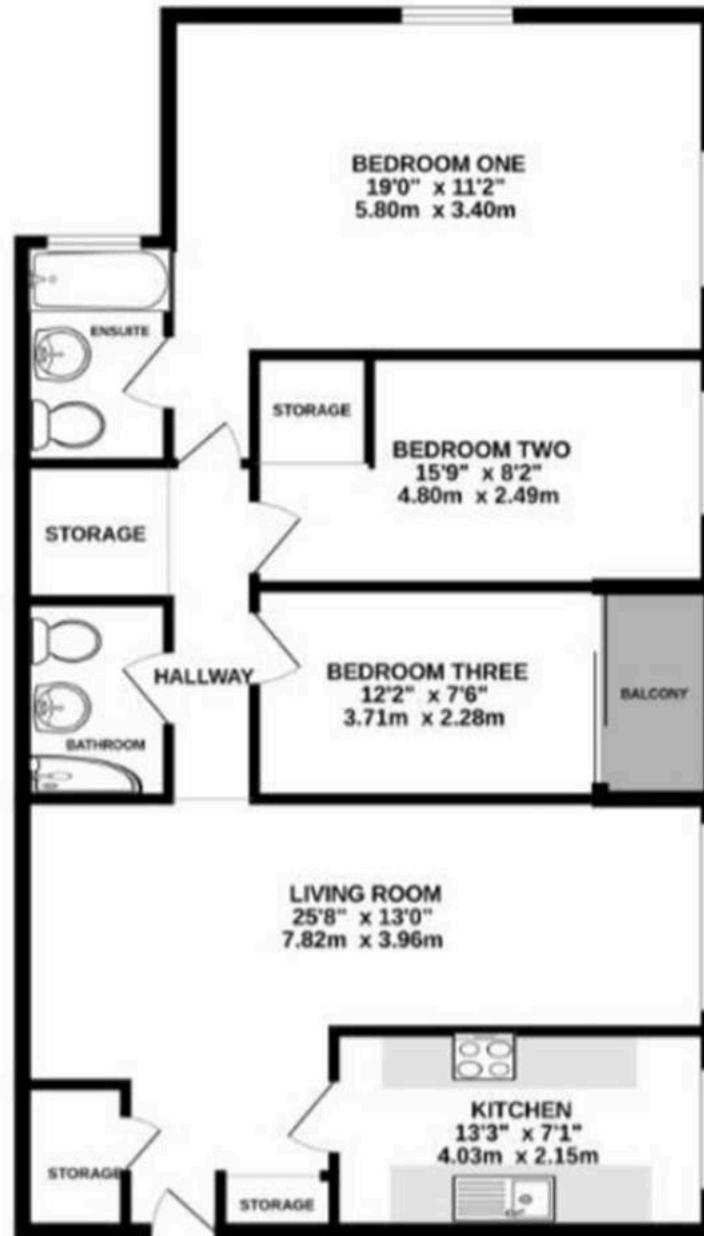 BEDROOM ONE
19'0" x 11'2"
5.80m x 3.40m
ENSUITE
STORAGE
BEDROOM TWO
15'9" x 8'2"
4.80m x 2.49m
STORAGE
HALLWAY
BEDROOM THREE
12'2" x 7'6"
3.71m x 2.28m
BALCONY
BATHROOM
LIVING ROOM
25'8" x 13'0"
7.82m x 3.96m
KITCHEN
13'3" x 7'1"
4.03m x 2.15m
STORAGE
STORAGE